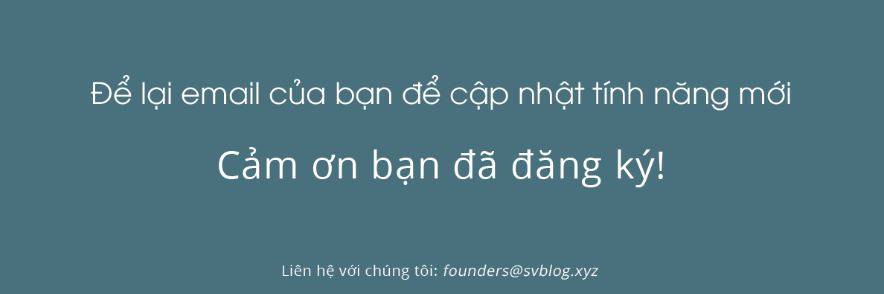 Để lại email của bạn để cập nhật tính năng mới
Cảm ơn bạn đã đăng ký!
Liên hệ với chúng tôi: founders@svblog.xyz